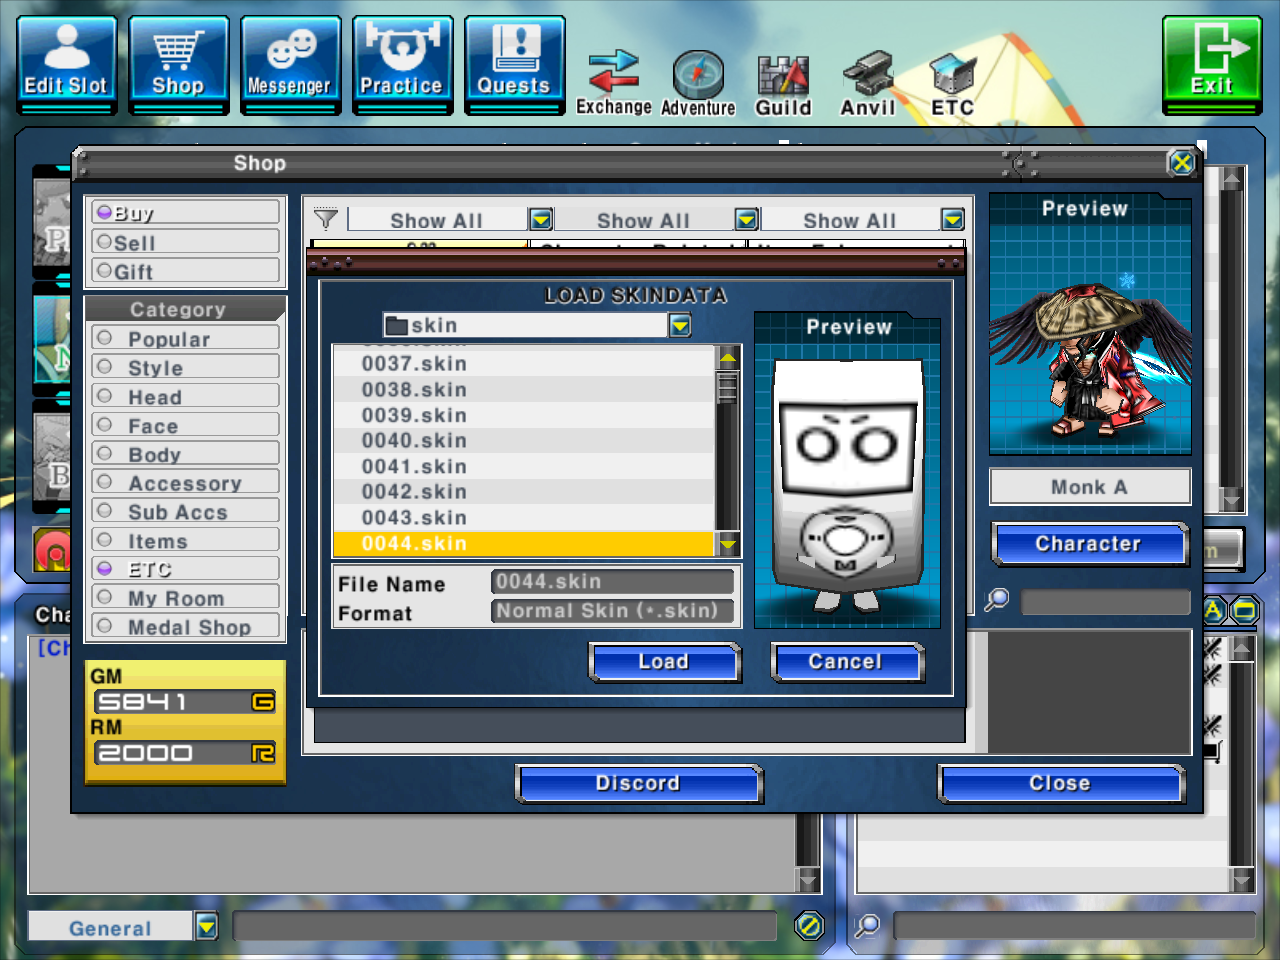 Edit Slot
Shop
Messenger
Practice
Quests
Exchange
Adventure
Guild
Anvil
ETC
Exit
Shop
Buy
Sell
Gift
Category
Popular
Style
Head
Face
Body
Accessory
Sub Accs
Items
ETC
My Room
Medal Shop
GM
5841 G
RM
2000 R
Show All
Show All
Show All
LOAD SKINDATA
skin
0037.skin
0038.skin
0039.skin
0040.skin
0041.skin
0042.skin
0043.skin
0044.skin
File Name
0044.skin
Format
Normal Skin (*.skin)
Preview
Load
Cancel
Preview
Monk A
Character
Discord
Close
Cha
[Ch
General